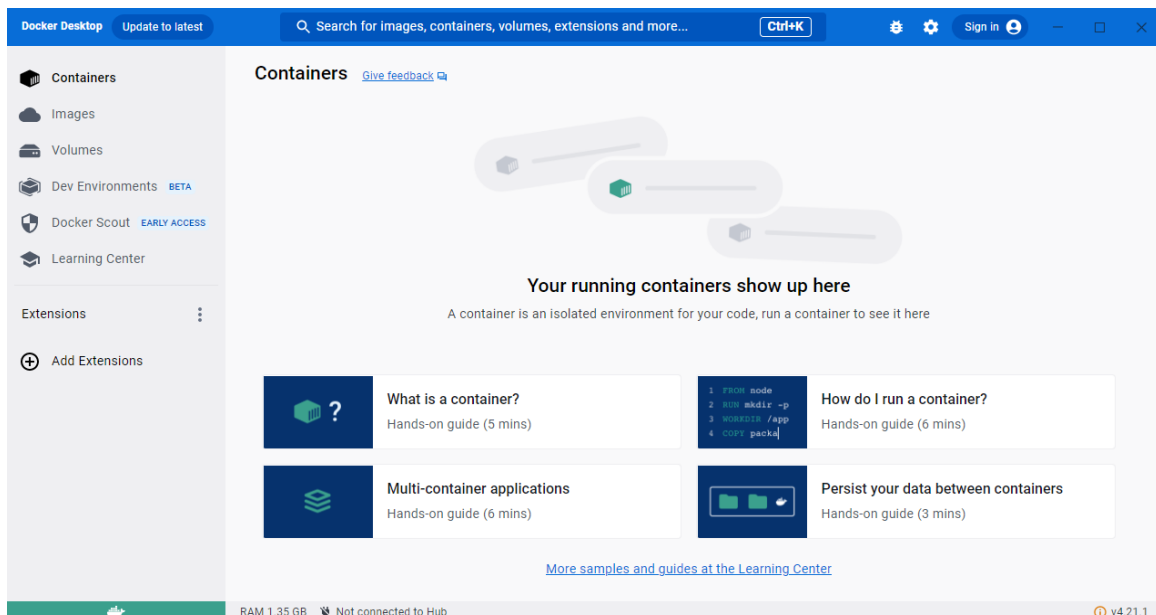 Docker Desktop Update to latest Search for images, containers, volumes, extensions and more... Ctrl+K Sign in
Containers
Images
Volumes
Dev Environments BETA
Docker Scout EARLY ACCESS
Learning Center
Extensions
Add Extensions
Containers Give feedback
Your running containers show up here
A container is an isolated environment for your code, run a container to see it here
?
What is a container?
Hands-on guide (5 mins)
1 FROM node
2 RUN mkdir -p
3 WORKDIR /app
4 COPY packa
How do I run a container?
Hands-on guide (6 mins)
Multi-container applications
Hands-on guide (6 mins)
Persist your data between containers
Hands-on guide (3 mins)
More samples and guides at the Learning Center
RAM 1.35 GB Not connected to Hub v4.21.1